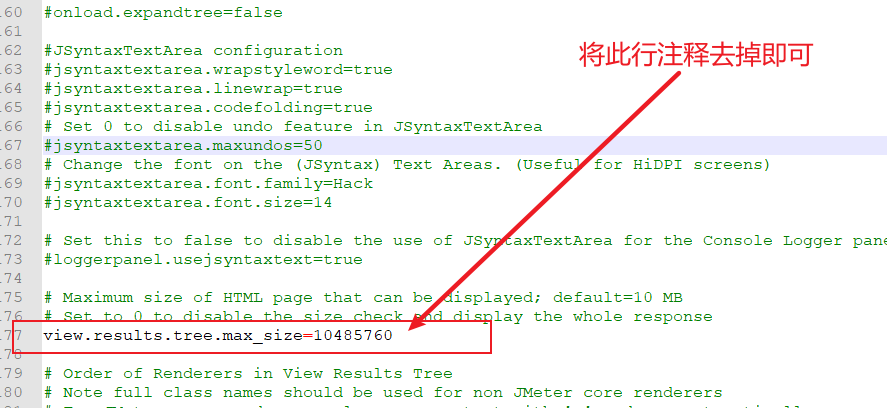 60 #onload.expandtree=false
61
62 #JSyntaxTextArea configuration
63 #jsyntaxtextarea.wrapstyleword=true
64 #jsyntaxtextarea.linewrap=true
65 #jsyntaxtextarea.codefolding=true
66 # Set 0 to disable undo feature in JSyntaxTextArea
67 #jsyntaxtextarea.maxundos=50
68 # Change the font on the (JSyntax) Text Areas. (Useful for HiDPI screens)
69 #jsyntaxtextarea.font.family=Hack
70 #jsyntaxtextarea.font.size=14
71
72 # Set this to false to disable the use of JSyntaxTextArea for the Console Logger pane
73 #loggerpanel.usejsyntaxtext=true
74
75 # Maximum size of HTML page that can be displayed; default=10 MB
76 # Set to 0 to disable the size check and display the whole response
77 view.results.tree.max_size=10485760
78
79 # Order of Renderers in View Results Tree
80 # Note full class names should be used for non JMeter core renderers
将此行注释去掉即可